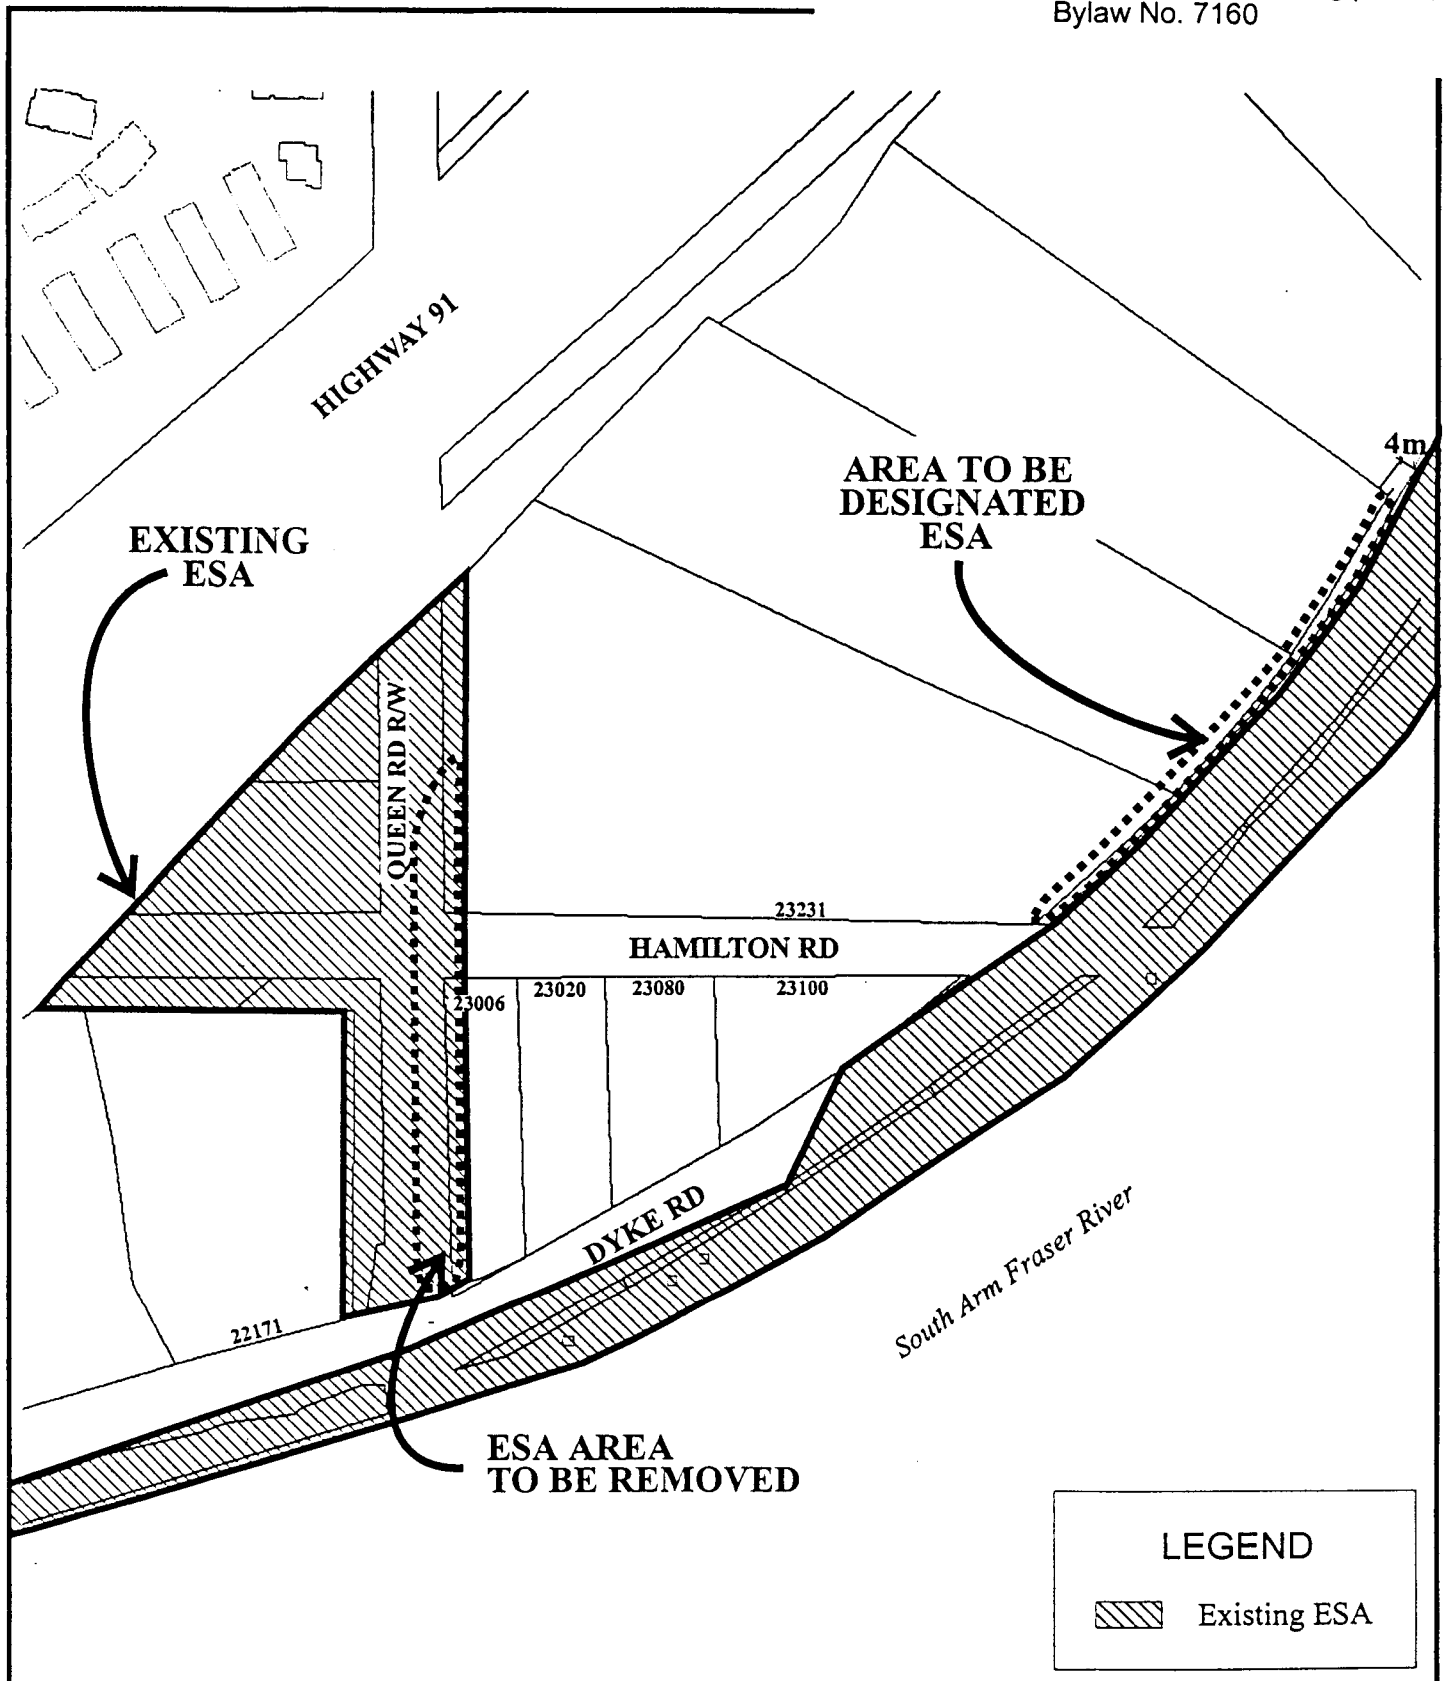 Bylaw No. 7160
HIGHWAY 91
4m
AREA TO BE
DESIGNATED
ESA
EXISTING
ESA
QUEEN RD R/W
23231
HAMILTON RD
23006
23020
23080
23100
DYKE RD
South Arm Fraser River
22171
ESA AREA
TO BE REMOVED
LEGEND
Existing ESA